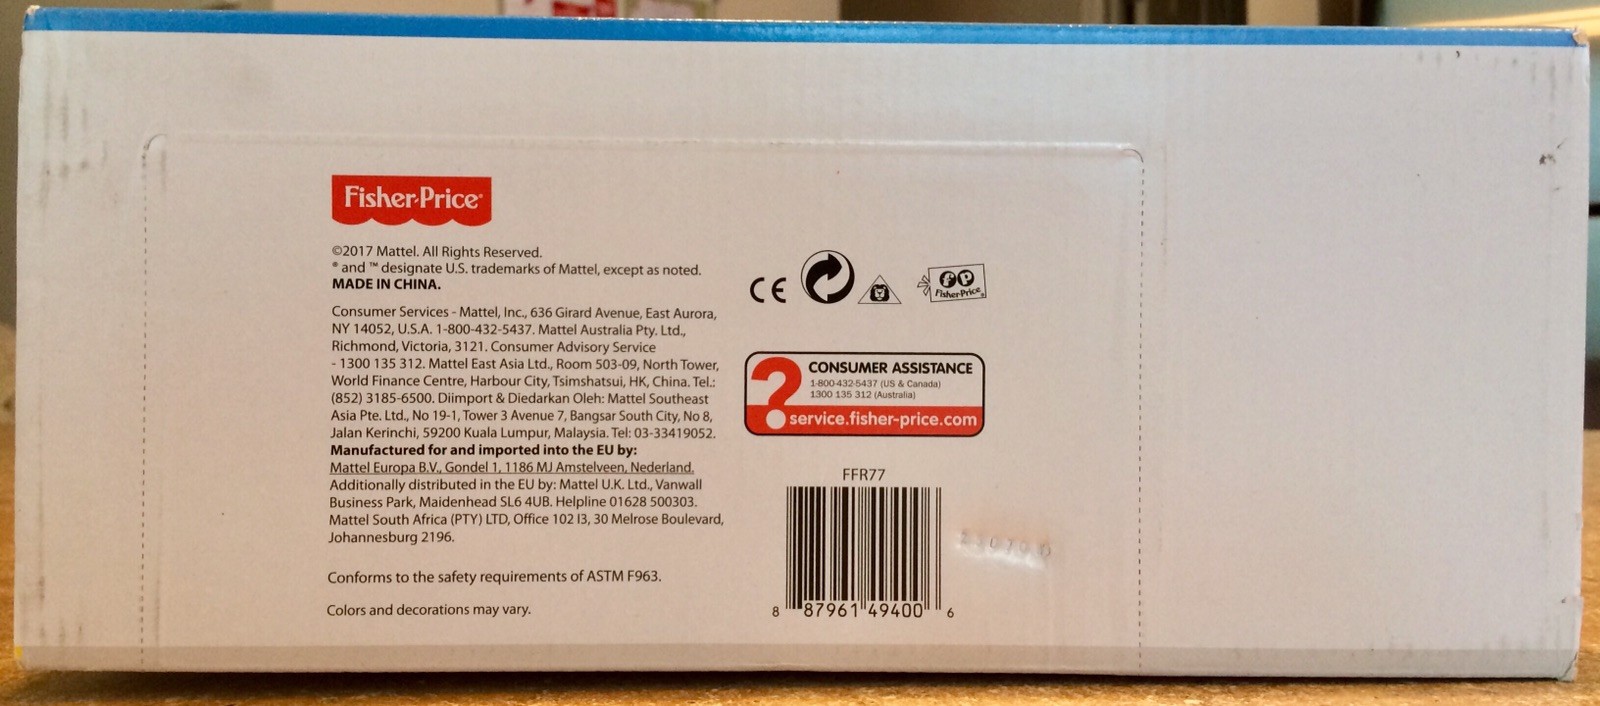 Fisher-Price®
©2017 Mattel. All Rights Reserved.
® and ™ designate U.S. trademarks of Mattel, except as noted.
MADE IN CHINA.
Consumer Services - Mattel, Inc., 636 Girard Avenue, East Aurora,
NY 14052, U.S.A. 1-800-432-5437. Mattel Australia Pty. Ltd.,
Richmond, Victoria, 3121. Consumer Advisory Service
- 1300 135 312. Mattel East Asia Ltd., Room 503-09, North Tower,
World Finance Centre, Harbour City, Tsimshatsui, HK, China. Tel.:
(852) 3185-6500. Diimport & Diedarkan Oleh: Mattel Southeast
Asia Pte. Ltd., No 19-1, Tower 3 Avenue 7, Bangsar South City, No 8,
Jalan Kerinchi, 59200 Kuala Lumpur, Malaysia. Tel: 03-33419052.
Manufactured for and imported into the EU by:
Mattel Europa B.V., Gondel 1, 1186 MJ Amstelveen, Nederland.
Additionally distributed in the EU by: Mattel U.K. Ltd., Vanwall
Business Park, Maidenhead SL6 4UB. Helpline 01628 500303.
Mattel South Africa (PTY) LTD, Office 102 I3, 30 Melrose Boulevard,
Johannesburg 2196.
Conforms to the safety requirements of ASTM F963.
Colors and decorations may vary.
CE
fP
Fisher-Price®
? CONSUMER ASSISTANCE
1-800-432-5437 (US & Canada)
1300 135 312 (Australia)
service.fisher-price.com
FFR77
8 87961 49400 6